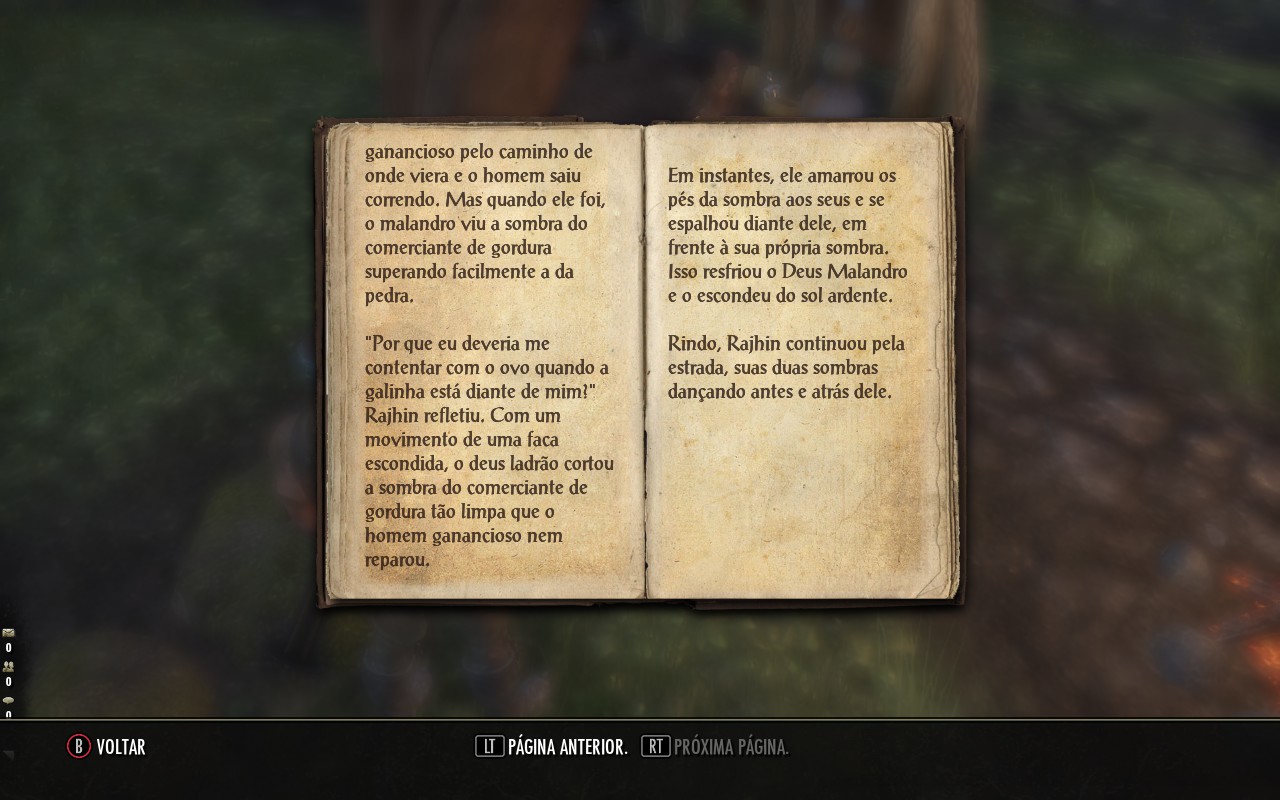 ganancioso pelo caminho de
onde viera e o homem saiu
correndo. Mas quando ele foi,
o malandro viu a sombra do
comerciante de gordura
superando facilmente a da
pedra.
"Por que eu deveria me
contentar com o ovo quando a
galinha está diante de mim?"
Rajhin refletiu. Com um
movimento de uma faca
escondida, o deus ladrão cortou
a sombra do comerciante de
gordura tão limpa que o
homem ganancioso nem
reparou.
Em instantes, ele amarrou os
pés da sombra aos seus e se
espalhou diante dele, em
frente à sua própria sombra.
Isso resfriou o Deus Malandro
e o escondeu do sol ardente.
Rindo, Rajhin continuou pela
estrada, suas duas sombras
dançando antes e atrás dele.
0
0
0
B VOLTAR
LT PÁGINA ANTERIOR.
RT PRÓXIMA PÁGINA.